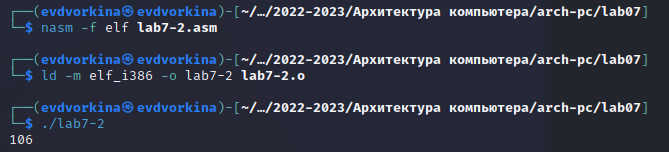 ┌──(evdvorkina㉿evdvorkina)-[~/…/2022-2023/Архитектура компьютера/arch-pc/lab07]
└─$ nasm -f elf lab7-2.asm
┌──(evdvorkina㉿evdvorkina)-[~/…/2022-2023/Архитектура компьютера/arch-pc/lab07]
└─$ ld -m elf_i386 -o lab7-2 lab7-2.o
┌──(evdvorkina㉿evdvorkina)-[~/…/2022-2023/Архитектура компьютера/arch-pc/lab07]
└─$ ./lab7-2
106